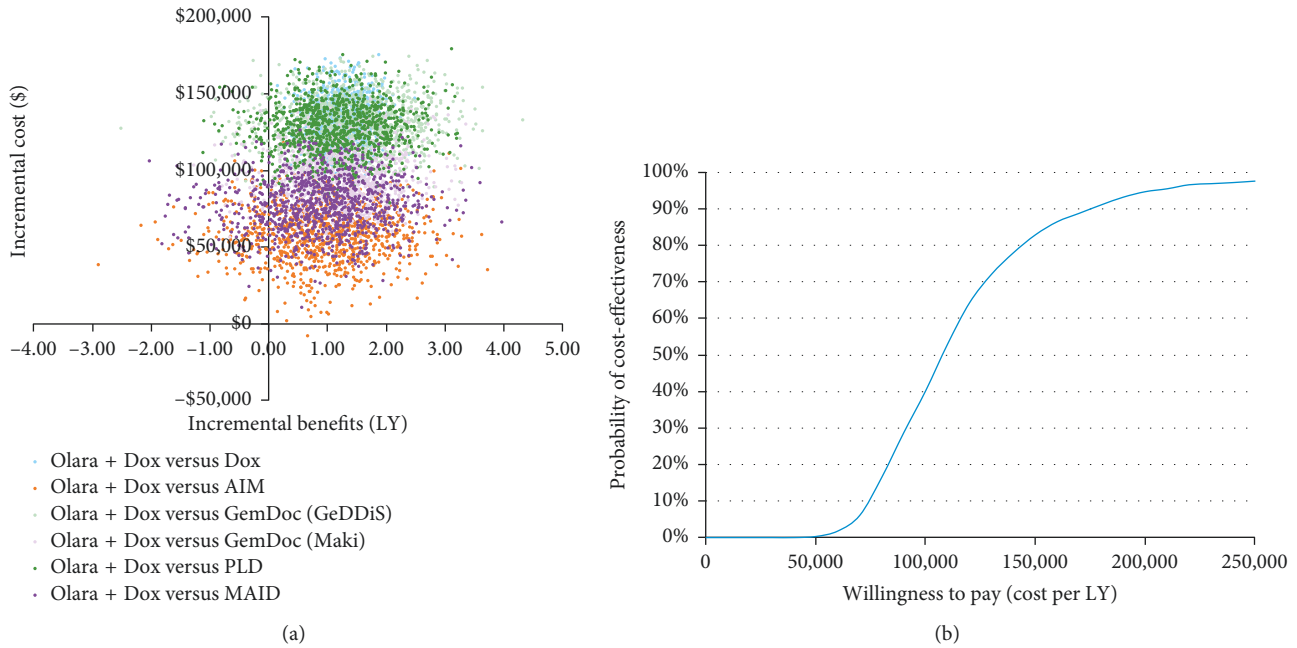 $200,000
$150,000
$100,000
$50,000
$0
–$50,000
Incremental cost ($)
–4.00 –3.00 –2.00 –1.00 0.00 1.00 2.00 3.00 4.00 5.00
Incremental benefits (LY)
Olara + Dox versus Dox
Olara + Dox versus AIM
Olara + Dox versus GemDoc (GeDDiS)
Olara + Dox versus GemDoc (Maki)
Olara + Dox versus PLD
Olara + Dox versus MAID
(a)
100%
90%
80%
70%
60%
50%
40%
30%
20%
10%
0%
Probability of cost-effectiveness
0 50,000 100,000 150,000 200,000 250,000
Willingness to pay (cost per LY)
(b)